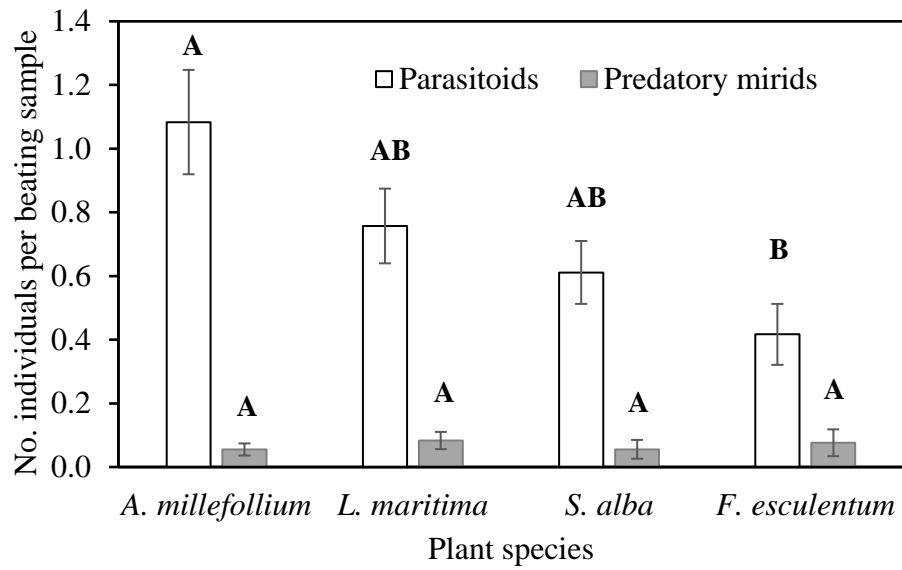 No. individuals per beating sample
1.4
1.2
1.0
0.8
0.6
0.4
0.2
0.0
Parasitoids
Predatory mirids
A
A
AB
A
AB
A
B
A
A. millefollium
L. maritima
S. alba
F. esculentum
Plant species